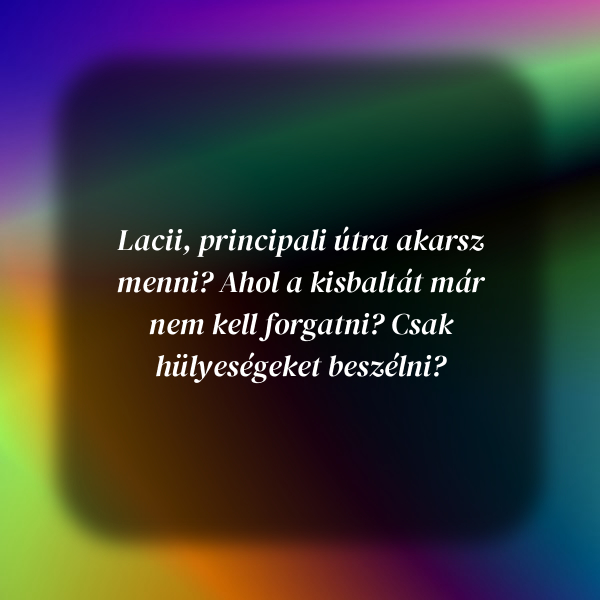 Lacii, principali útra akarsz
menni? Ahol a kisbaltát már
nem kell forgatni? Csak
hülyeségeket beszélni?